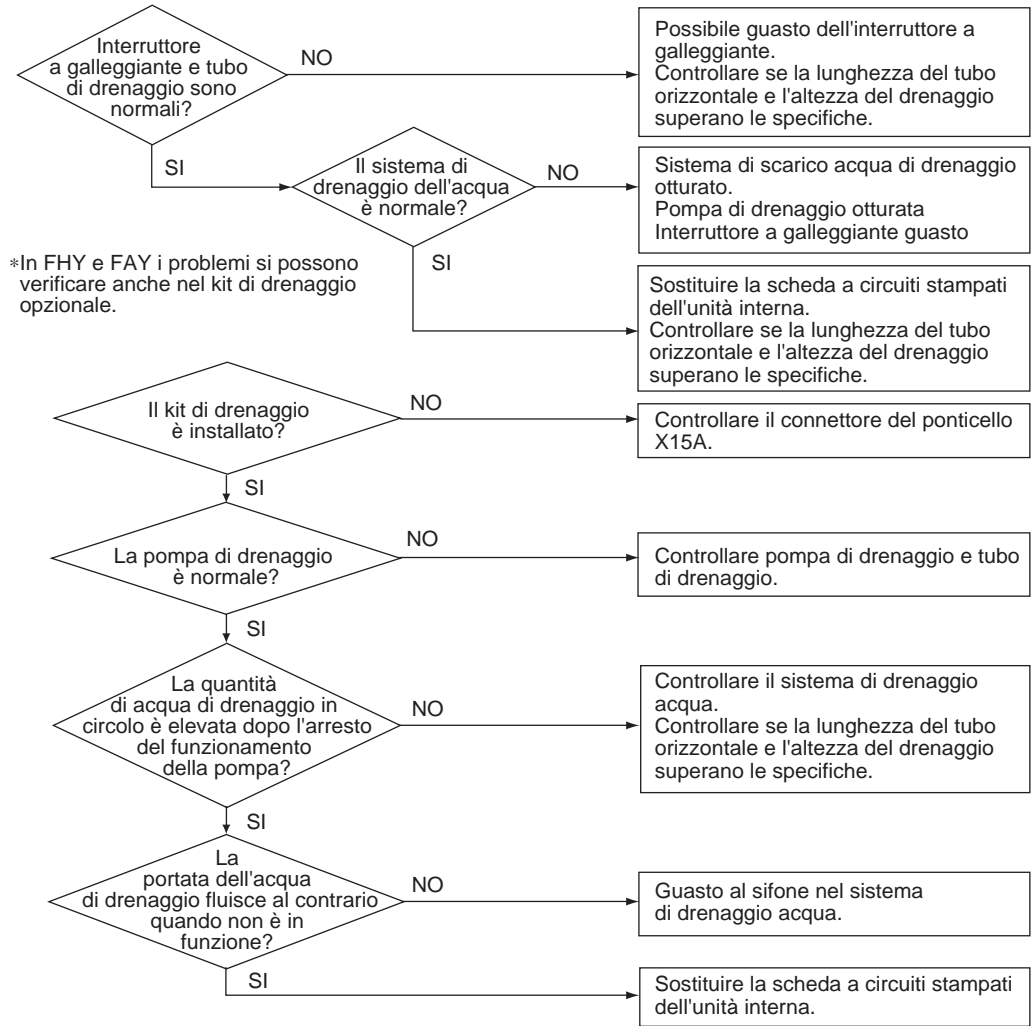 Interruttore
a galleggiante e tubo
di drenaggio sono
normali?
NO
Possibile guasto dell'interruttore a
galleggiante.
Controllare se la lunghezza del tubo
orizzontale e l'altezza del drenaggio
superano le specifiche.
SI
Il sistema di
drenaggio dell'acqua
è normale?
NO
Sistema di scarico acqua di drenaggio
otturato.
Pompa di drenaggio otturata
Interruttore a galleggiante guasto
SI
*In FHY e FAY i problemi si possono
verificare anche nel kit di drenaggio
opzionale.
Sostituire la scheda a circuiti stampati
dell'unità interna.
Controllare se la lunghezza del tubo
orizzontale e l'altezza del drenaggio
superano le specifiche.
Il kit di drenaggio
è installato?
NO
Controllare il connettore del ponticello
X15A.
SI
La pompa di drenaggio
è normale?
NO
Controllare pompa di drenaggio e tubo
di drenaggio.
SI
La quantità
di acqua di drenaggio in
circolo è elevata dopo l'arresto
del funzionamento
della pompa?
NO
Controllare il sistema di drenaggio
acqua.
Controllare se la lunghezza del tubo
orizzontale e l'altezza del drenaggio
superano le specifiche.
SI
La
portata dell'acqua
di drenaggio fluisce al contrario
quando non è in
funzione?
NO
Guasto al sifone nel sistema
di drenaggio acqua.
SI
Sostituire la scheda a circuiti stampati
dell'unità interna.